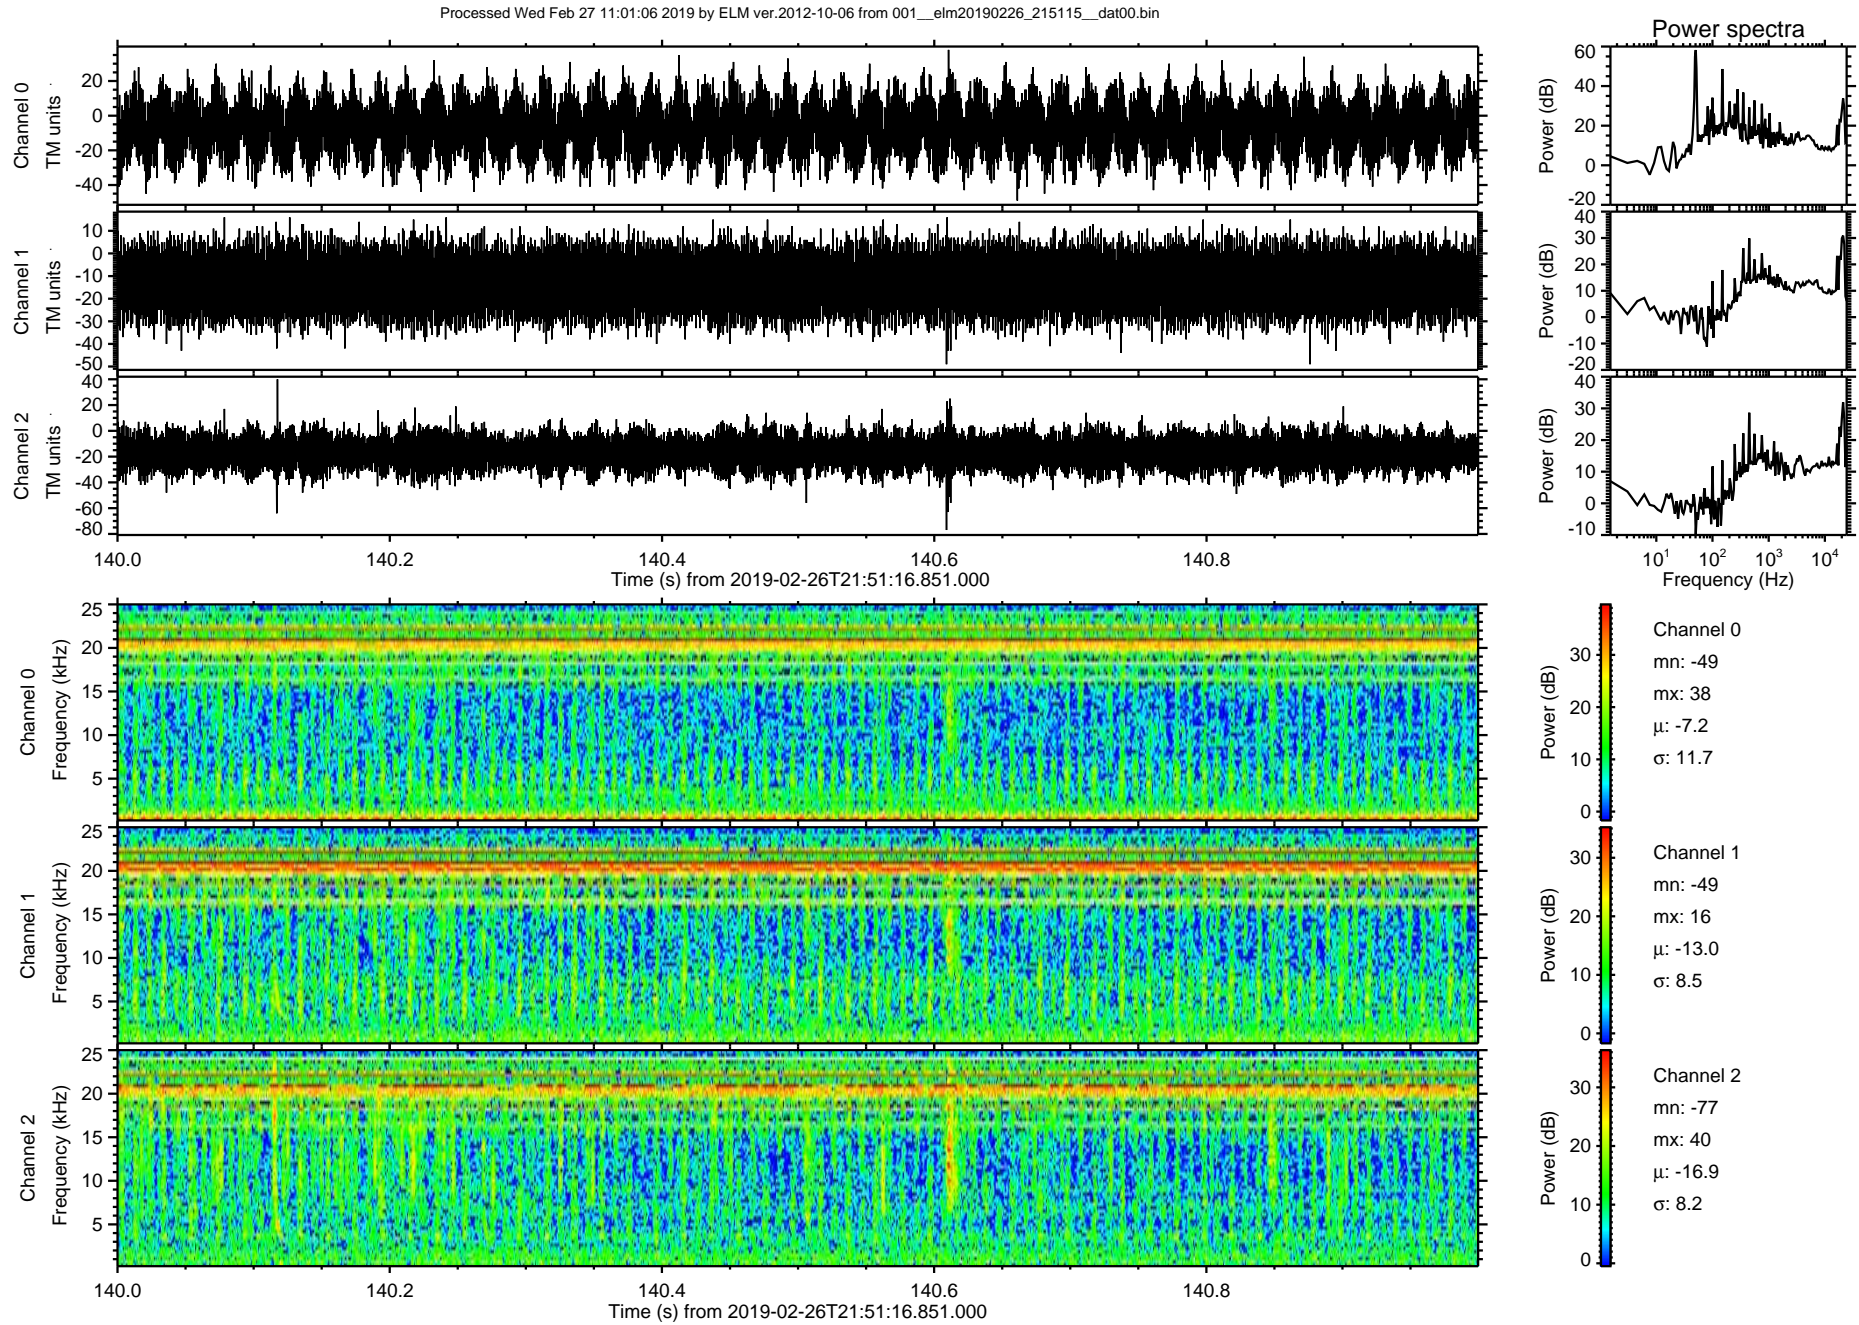 Processed Wed Feb 27 11:01:06 2019 by ELM ver.2012-10-06 from 001__elm20190226_215115__dat00.bin
Power spectra
Channel 0
TM units
20
0
-20
-40
Power (dB)
60
40
20
0
-20
Channel 1
TM units
10
0
-10
-20
-30
-40
-50
Power (dB)
40
30
20
10
0
-10
-20
Channel 2
TM units
40
20
0
-20
-40
-60
-80
Power (dB)
40
30
20
10
0
-10
140.0 140.2 140.4 140.6 140.8
Time (s) from 2019-02-26T21:51:16.851.000
10¹ 10² 10³ 10⁴
Frequency (Hz)
Channel 0
Frequency (kHz)
25
20
15
10
5
Power (dB)
30
20
10
0
Channel 0
mn: -49
mx: 38
μ: -7.2
σ: 11.7
Channel 1
Frequency (kHz)
25
20
15
10
5
Power (dB)
30
20
10
0
Channel 1
mn: -49
mx: 16
μ: -13.0
σ: 8.5
Channel 2
Frequency (kHz)
25
20
15
10
5
Power (dB)
30
20
10
0
Channel 2
mn: -77
mx: 40
μ: -16.9
σ: 8.2
140.0 140.2 140.4 140.6 140.8
Time (s) from 2019-02-26T21:51:16.851.000